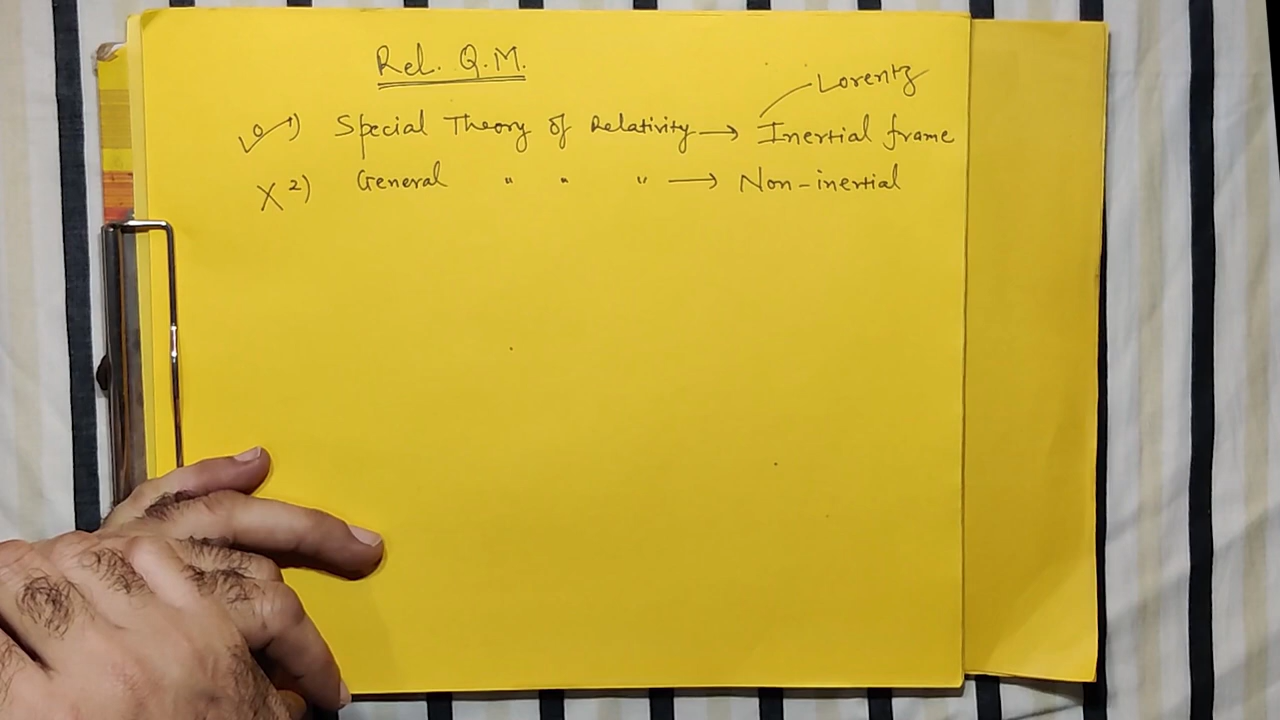 Rel. Q.M.
Lorentz
1) Special Theory of Relativity → Inertial frame
X 2) General " " " → Non-inertial